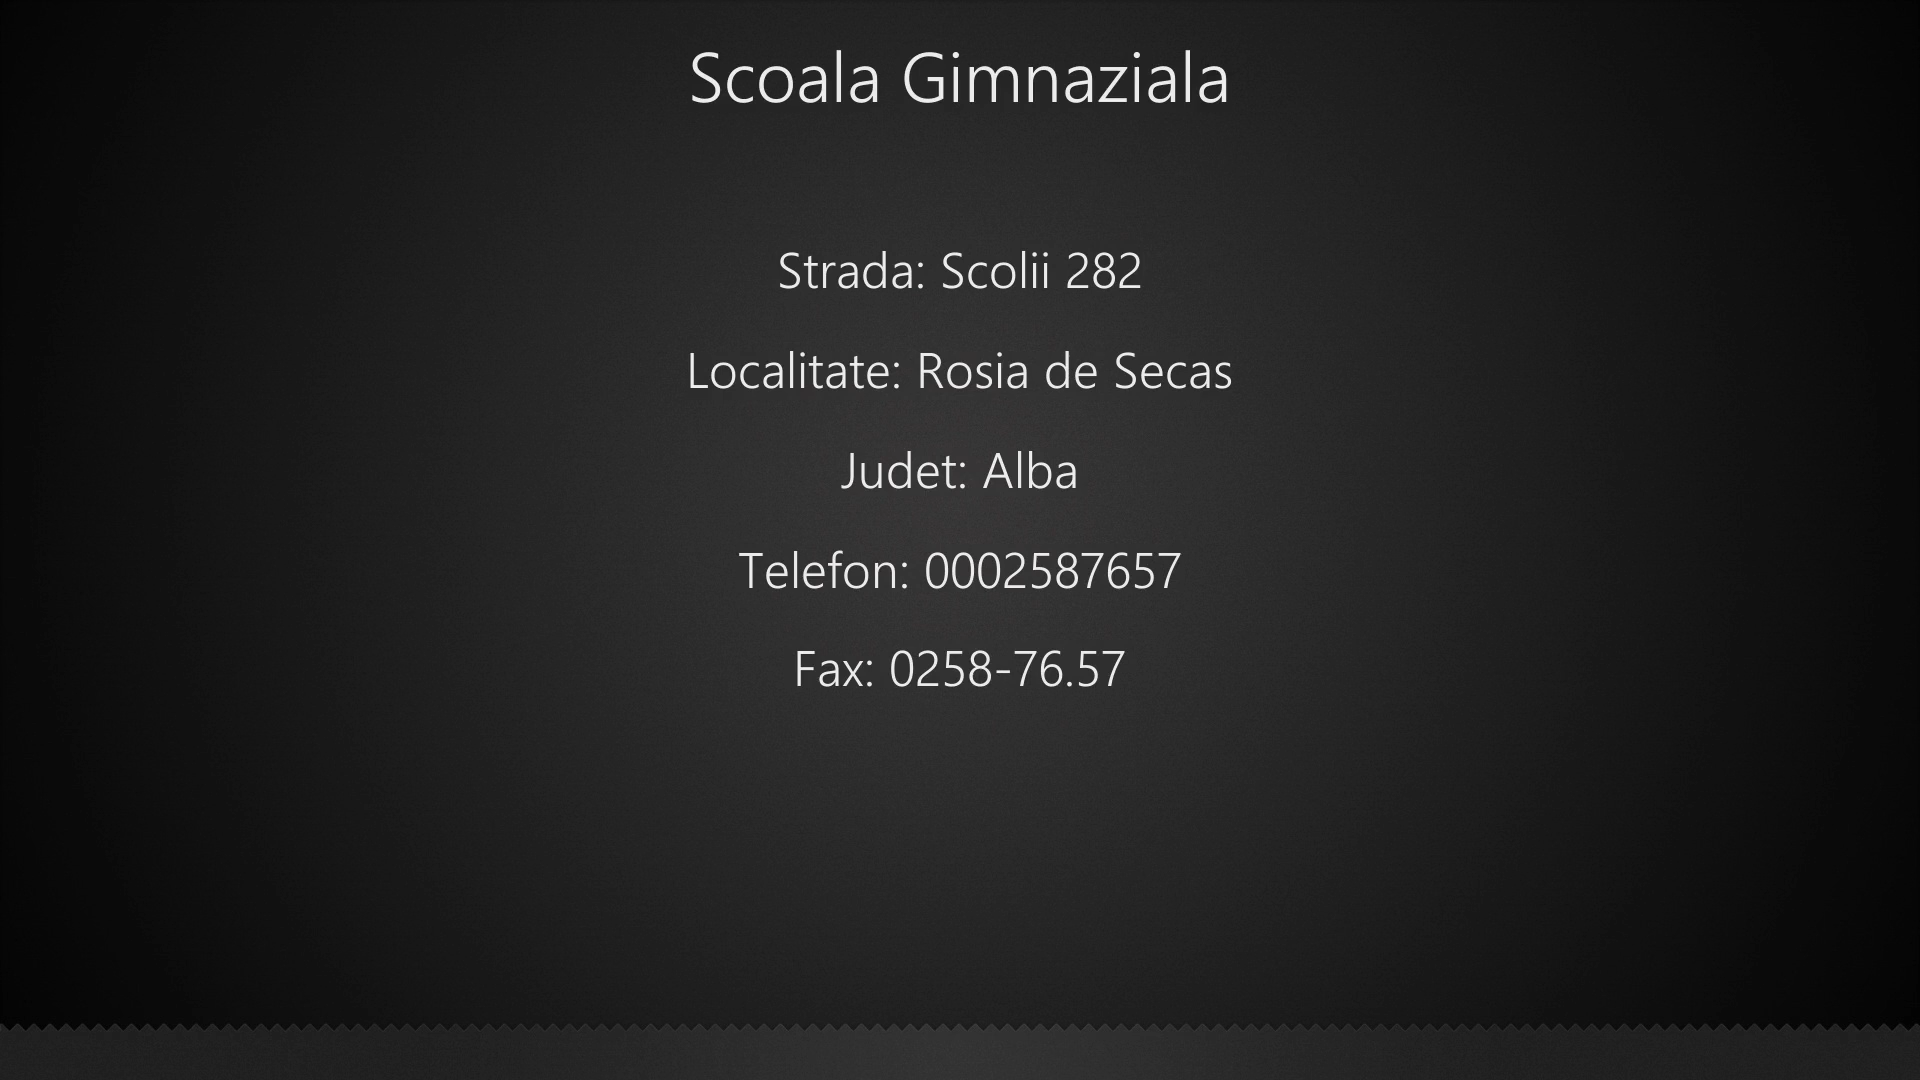 Scoala Gimnaziala
Strada: Scolii 282
Localitate: Rosia de Secas
Judet: Alba
Telefon: 0002587657
Fax: 0258-76.57